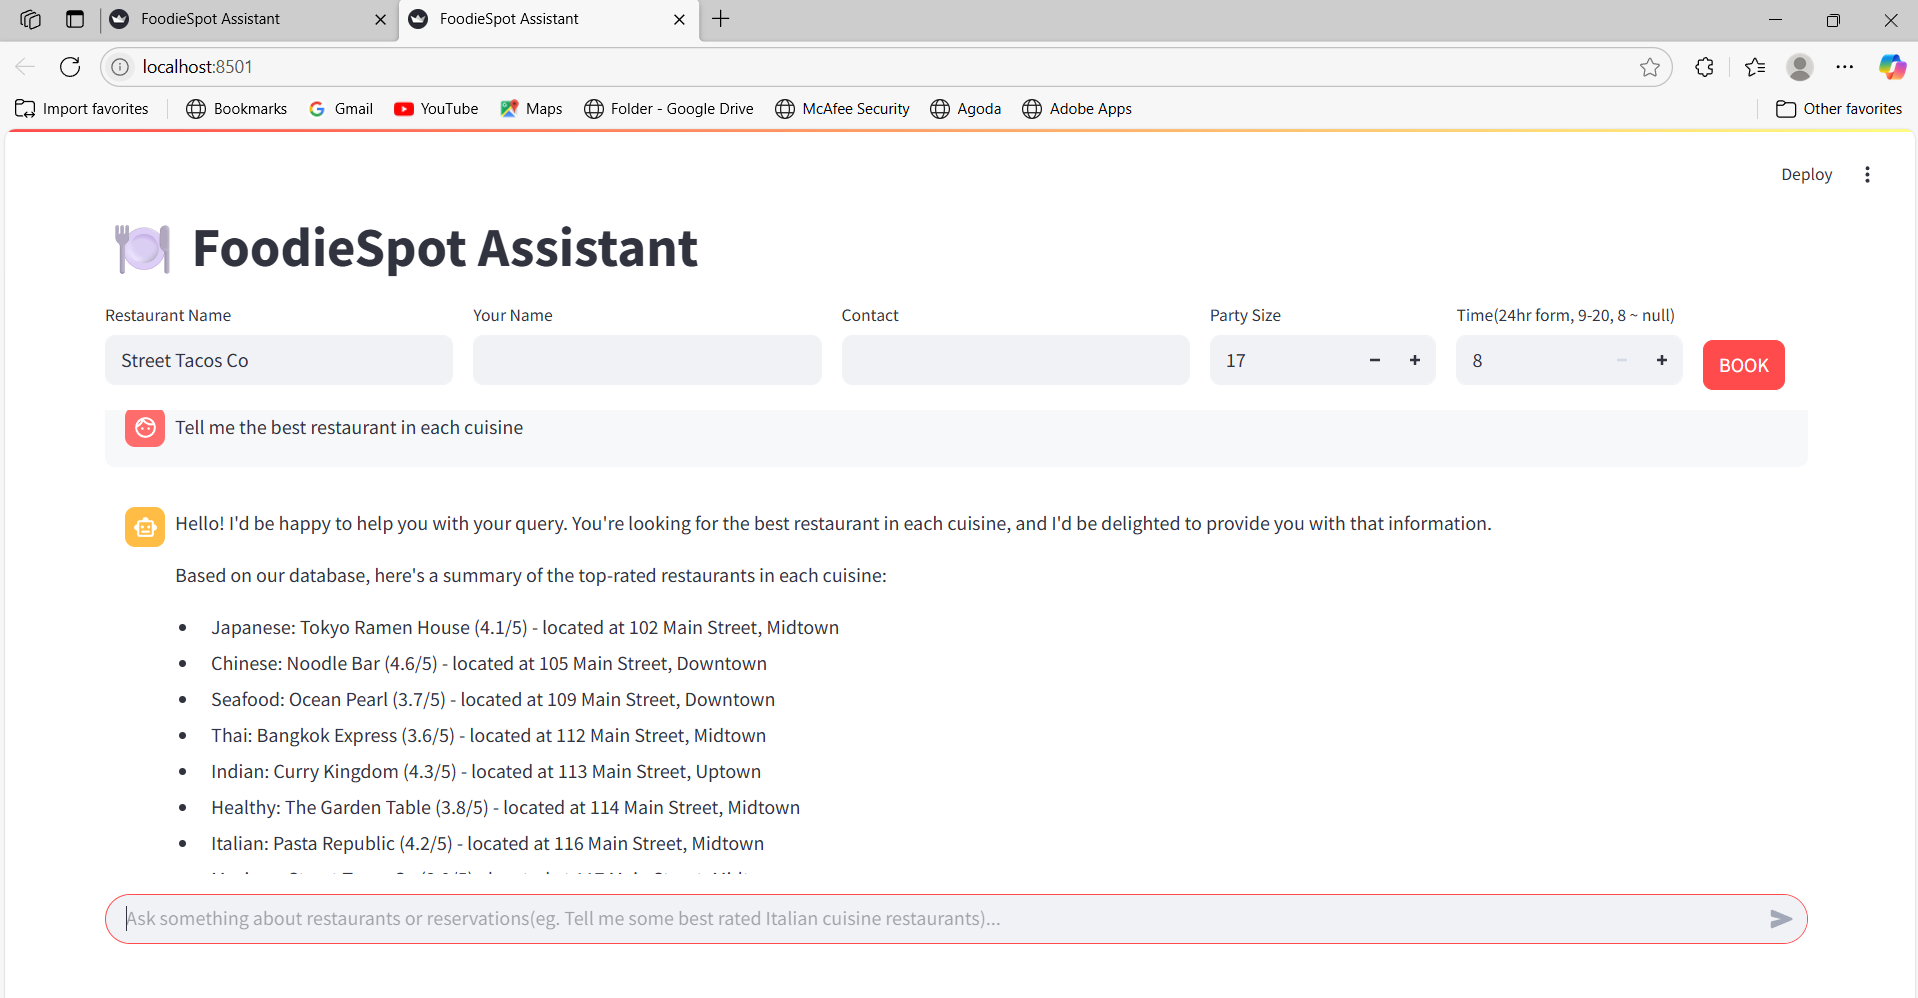 FoodieSpot Assistant
FoodieSpot Assistant
localhost:8501
Import favorites
Bookmarks
Gmail
YouTube
Maps
Folder - Google Drive
McAfee Security
Agoda
Adobe Apps
Other favorites
Deploy
FoodieSpot Assistant
Restaurant Name
Your Name
Contact
Party Size
Time(24hr form, 9-20, 8 ~ null)
Street Tacos Co
17
8
BOOK
Tell me the best restaurant in each cuisine
Hello! I'd be happy to help you with your query. You're looking for the best restaurant in each cuisine, and I'd be delighted to provide you with that information.
Based on our database, here's a summary of the top-rated restaurants in each cuisine:
• Japanese: Tokyo Ramen House (4.1/5) - located at 102 Main Street, Midtown
• Chinese: Noodle Bar (4.6/5) - located at 105 Main Street, Downtown
• Seafood: Ocean Pearl (3.7/5) - located at 109 Main Street, Downtown
• Thai: Bangkok Express (3.6/5) - located at 112 Main Street, Midtown
• Indian: Curry Kingdom (4.3/5) - located at 113 Main Street, Uptown
• Healthy: The Garden Table (3.8/5) - located at 114 Main Street, Midtown
• Italian: Pasta Republic (4.2/5) - located at 116 Main Street, Midtown
Ask something about restaurants or reservations(eg. Tell me some best rated Italian cuisine restaurants)...